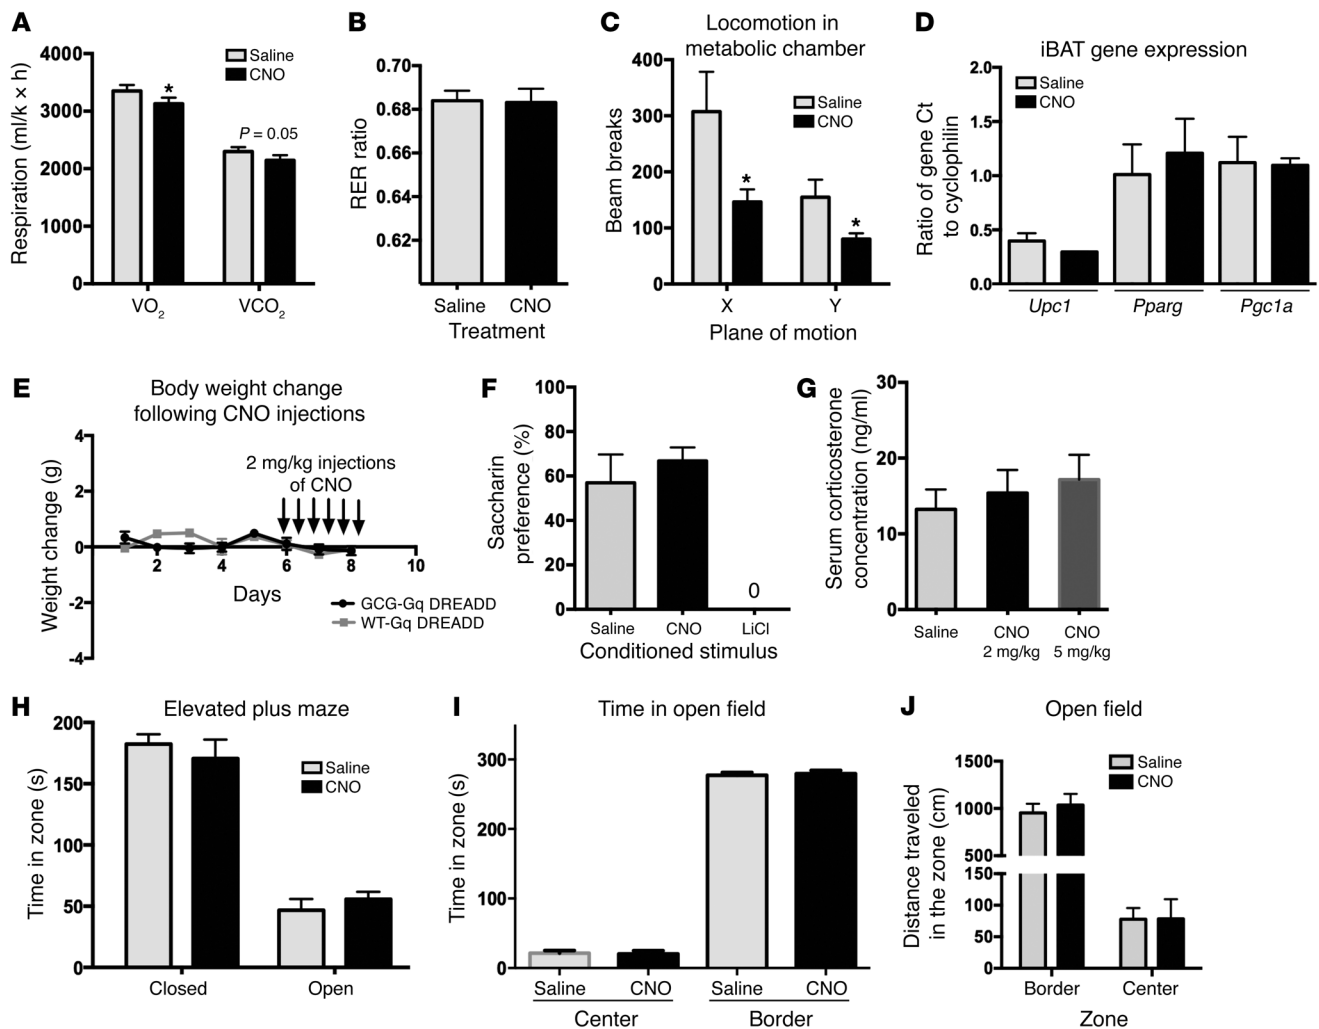 A
Respiration (ml/k × h)
4000
3000
2000
1000
0
Saline
CNO
*
P = 0.05
VO2
VCO2
B
RER ratio
0.70
0.68
0.66
0.64
0.62
Saline
CNO
Treatment
C
Locomotion in
metabolic chamber
Beam breaks
400
300
200
100
0
Saline
CNO
*
*
X
Y
Plane of motion
D
iBAT gene expression
Ratio of gene Ct
to cyclophilin
2.0
1.5
1.0
0.5
0.0
Saline
CNO
Upc1
Pparg
Pgc1a
E
Body weight change
following CNO injections
Weight change (g)
4
2
0
-2
-4
2 mg/kg injections
of CNO
2
4
6
8
10
Days
GCG-Gq DREADD
WT-Gq DREADD
F
Saccharin
preference (%)
100
80
60
40
20
0
0
Saline
CNO
LiCl
Conditioned stimulus
G
Serum corticosterone
concentration (ng/ml)
30
20
10
0
Saline
CNO
2 mg/kg
CNO
5 mg/kg
H
Elevated plus maze
Time in zone (s)
200
150
100
50
0
Saline
CNO
Closed
Open
I
Time in open field
Time in zone (s)
300
200
100
0
Saline
CNO
Saline
CNO
Center
Border
J
Open field
Distance traveled
in the zone (cm)
1500
1000
500
150
100
50
0
Saline
CNO
Border
Center
Zone